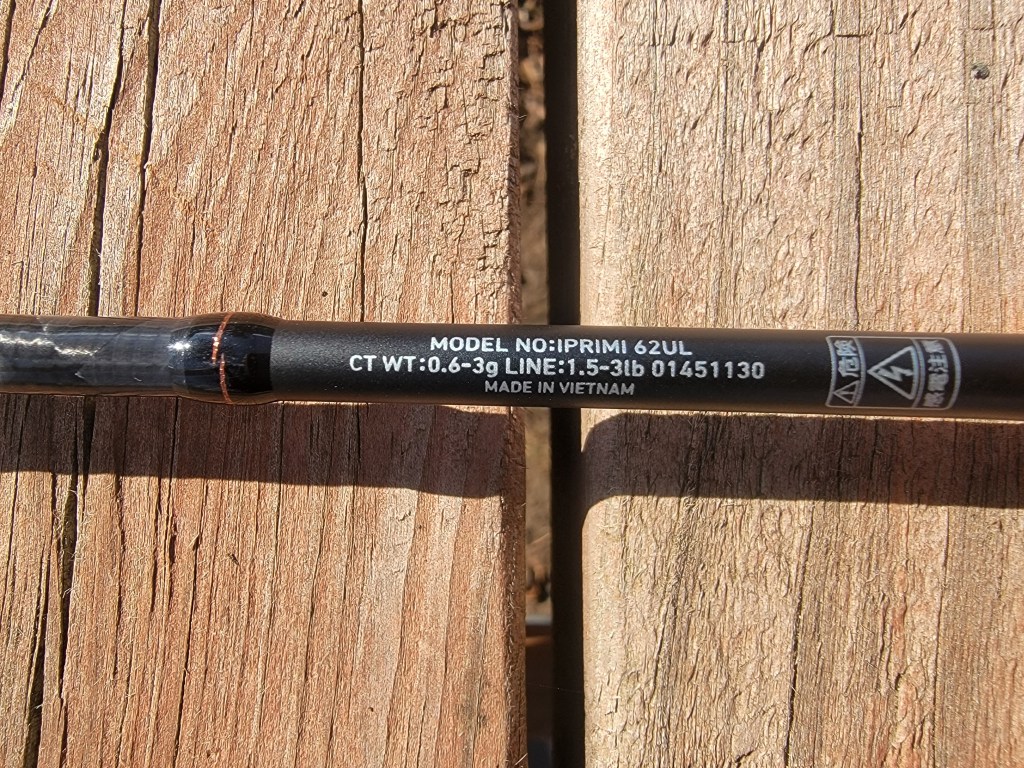 MODEL NO:IPRIMI 62UL
CT WT:0.6-3g LINE:1.5-3lb 01451130
MADE IN VIETNAM
危険
感電注意